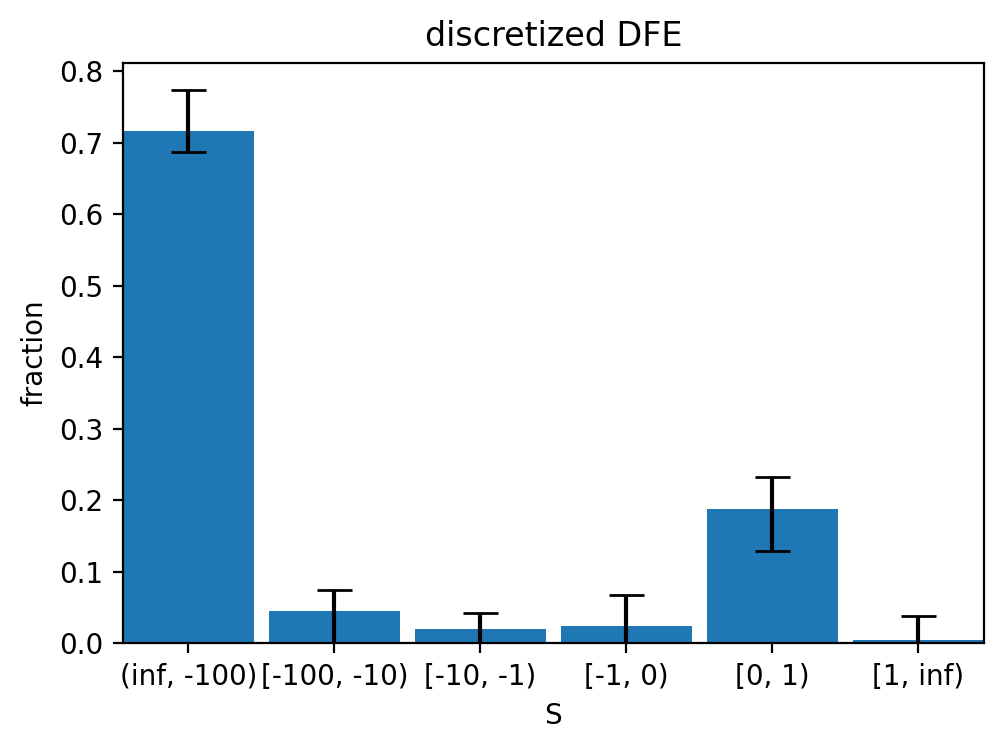 discretized DFE
0.8
0.7
0.6
0.5
0.4
0.3
0.2
0.1
0.0
fraction
(inf, -100) [-100, -10) [-10, -1) [-1, 0) [0, 1) [1, inf)
S